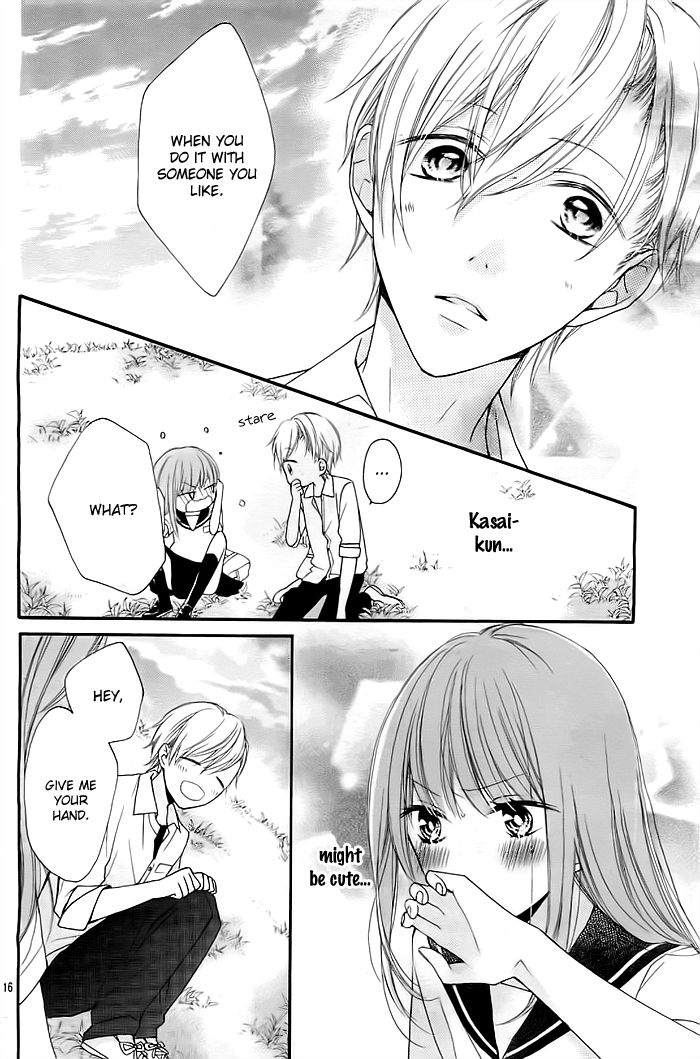 WHEN YOU
DO IT WITH
SOMEONE YOU
LIKE.
...
stare
WHAT?
Kasai-
kun...
might
be cute...
HEY,
GIVE ME
YOUR
HAND.
16